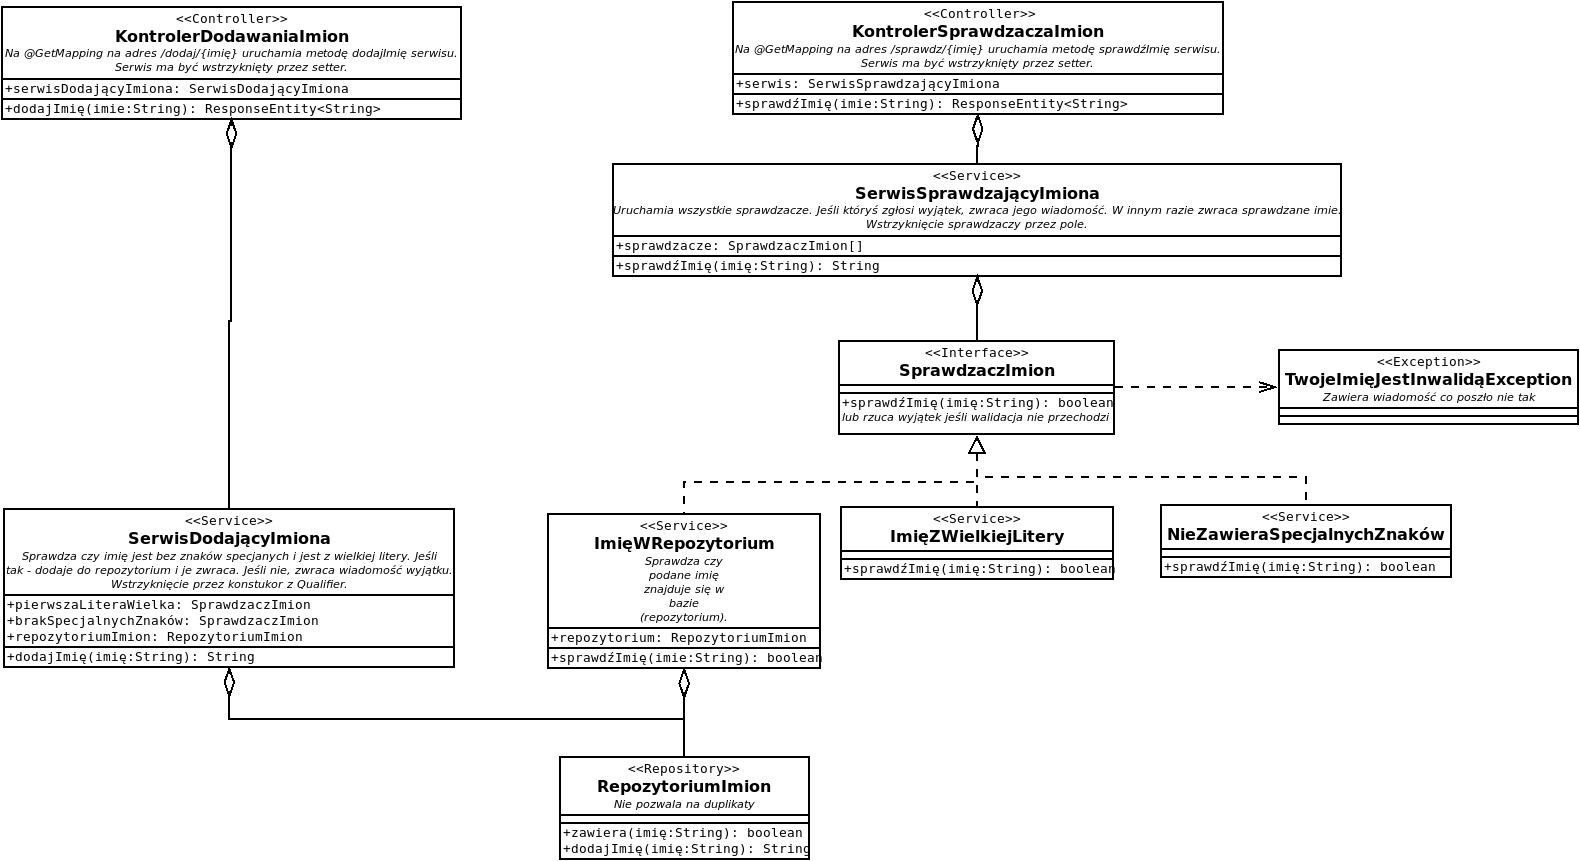 <<Controller>>
KontrolerDodawaniaImion
Na @GetMapping na adres /dodaj/{imię} uruchamia metodę dodajImię serwisu.
Serwis ma być wstrzyknięty przez setter.
+serwisDodającyImiona: SerwisDodającyImiona
+dodajImię(imie:String): ResponseEntity<String>
<<Controller>>
KontrolerSprawdzaczaImion
Na @GetMapping na adres /sprawdz/{imię} uruchamia metodę sprawdźImię serwisu.
Serwis ma być wstrzyknięty przez setter.
+serwis: SerwisSprawdzającyImiona
+sprawdźImię(imie:String): ResponseEntity<String>
<<Service>>
SerwisSprawdzającyImiona
Uruchamia wszystkie sprawdzacze. Jeśli któryś zgłosi wyjątek, zwraca jego wiadomość. W innym razie zwraca sprawdzane imie.
Wstrzyknięcie sprawdzaczy przez pole.
+sprawdzacze: SprawdzaczImion[]
+sprawdźImię(imię:String): String
<<Interface>>
SprawdzaczImion
+sprawdźImię(imię:String): boolean
lub rzuca wyjątek jeśli walidacja nie przechodzi
<<Exception>>
TwojeImięJestInwalidąException
Zawiera wiadomość co poszło nie tak
<<Service>>
SerwisDodającyImiona
Sprawdza czy imię jest bez znaków specjanych i jest z wielkiej litery. Jeśli
tak - dodaje do repozytorium i je zwraca. Jeśli nie, zwraca wiadomość wyjątku.
Wstrzyknięcie przez konstukor z Qualifier.
+pierwszaLiteraWielka: SprawdzaczImion
+brakSpecjalnychZnaków: SprawdzaczImion
+repozytoriumImion: RepozytoriumImion
+dodajImię(imię:String): String
<<Service>>
ImięWRepozytorium
Sprawdza czy
podane imię
znajduje się w
bazie
(repozytorium).
+repozytorium: RepozytoriumImion
+sprawdźImię(imie:String): boolean
<<Service>>
ImięZWielkiejLitery
+sprawdźImię(imię:String): boolean
<<Service>>
NieZawieraSpecjalnychZnaków
+sprawdźImię(imię:String): boolean
<<Repository>>
RepozytoriumImion
Nie pozwala na duplikaty
+zawiera(imię:String): boolean
+dodajImię(imię:String): String